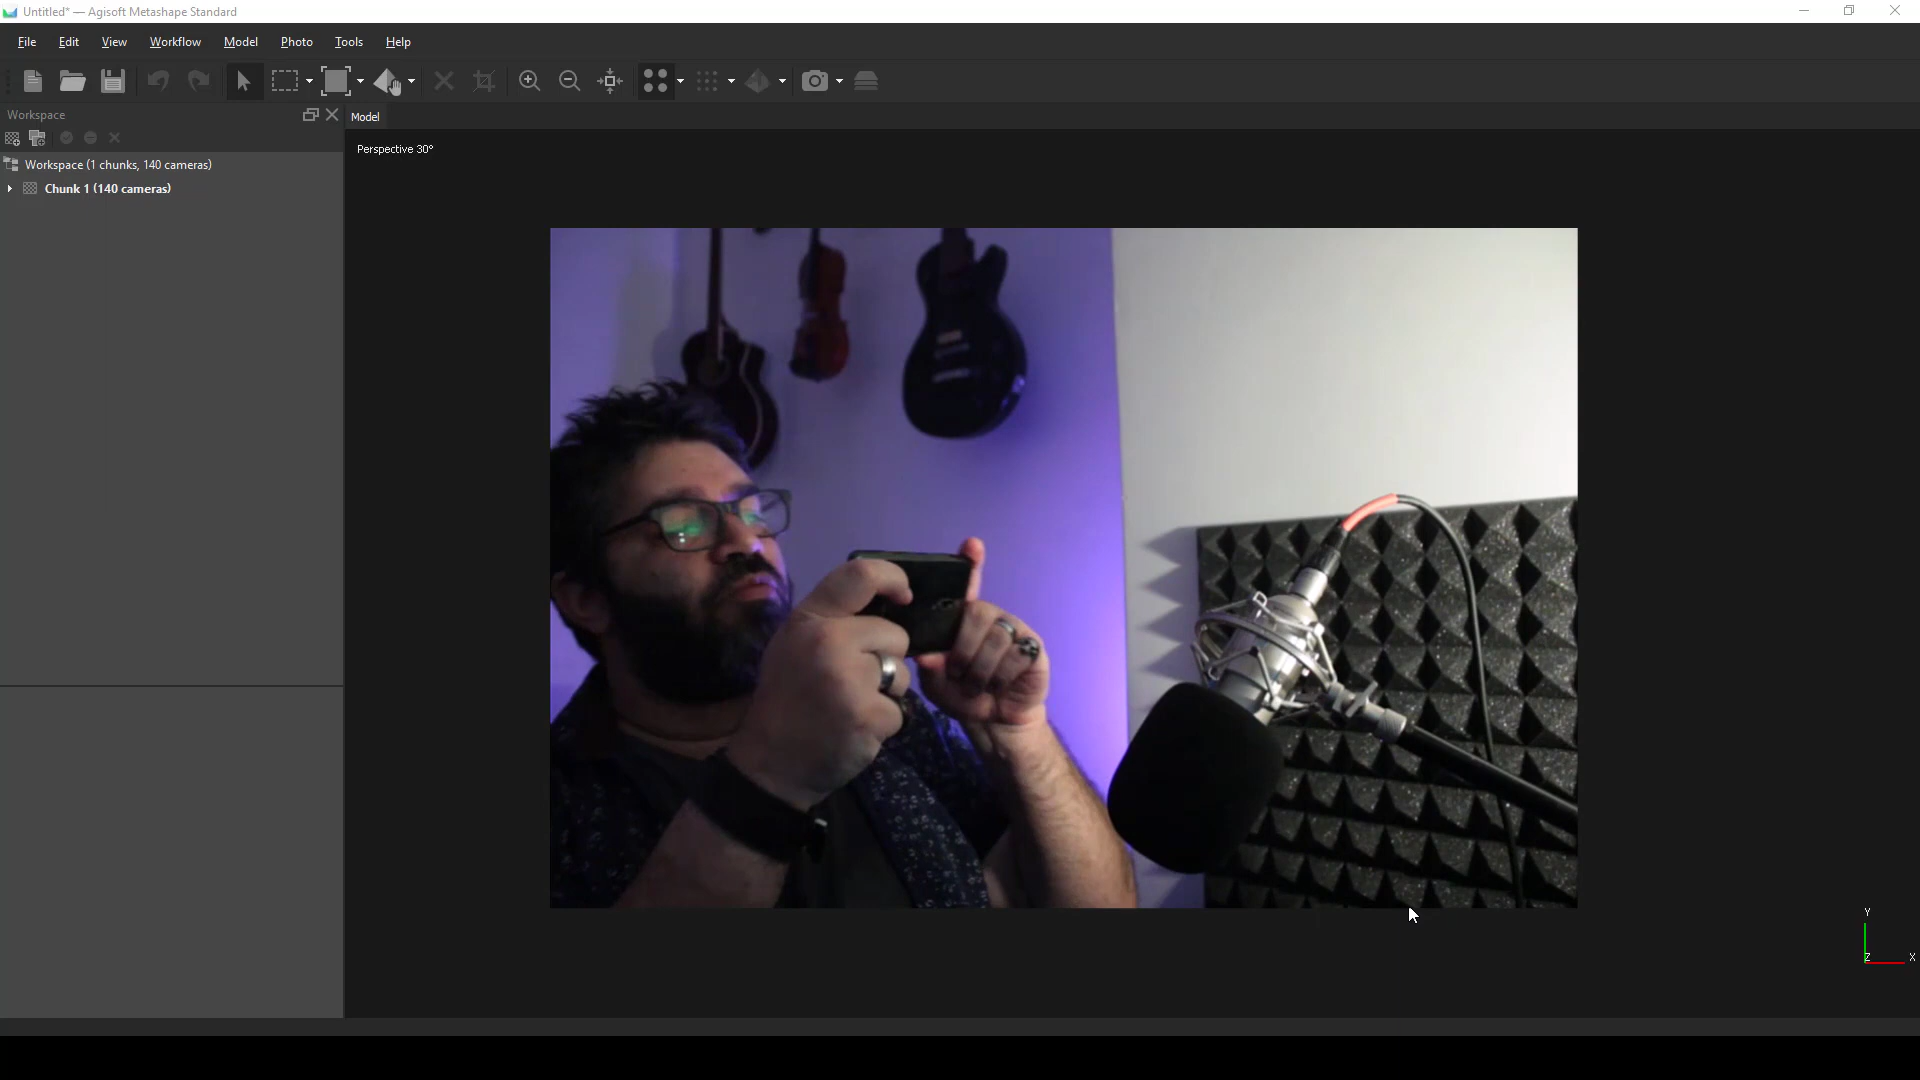 Untitled* — Agisoft Metashape Standard
File Edit View Workflow Model Photo Tools Help
Workspace
Model
Perspective 30°
Workspace (1 chunks, 140 cameras)
Chunk 1 (140 cameras)
Y
Z
X